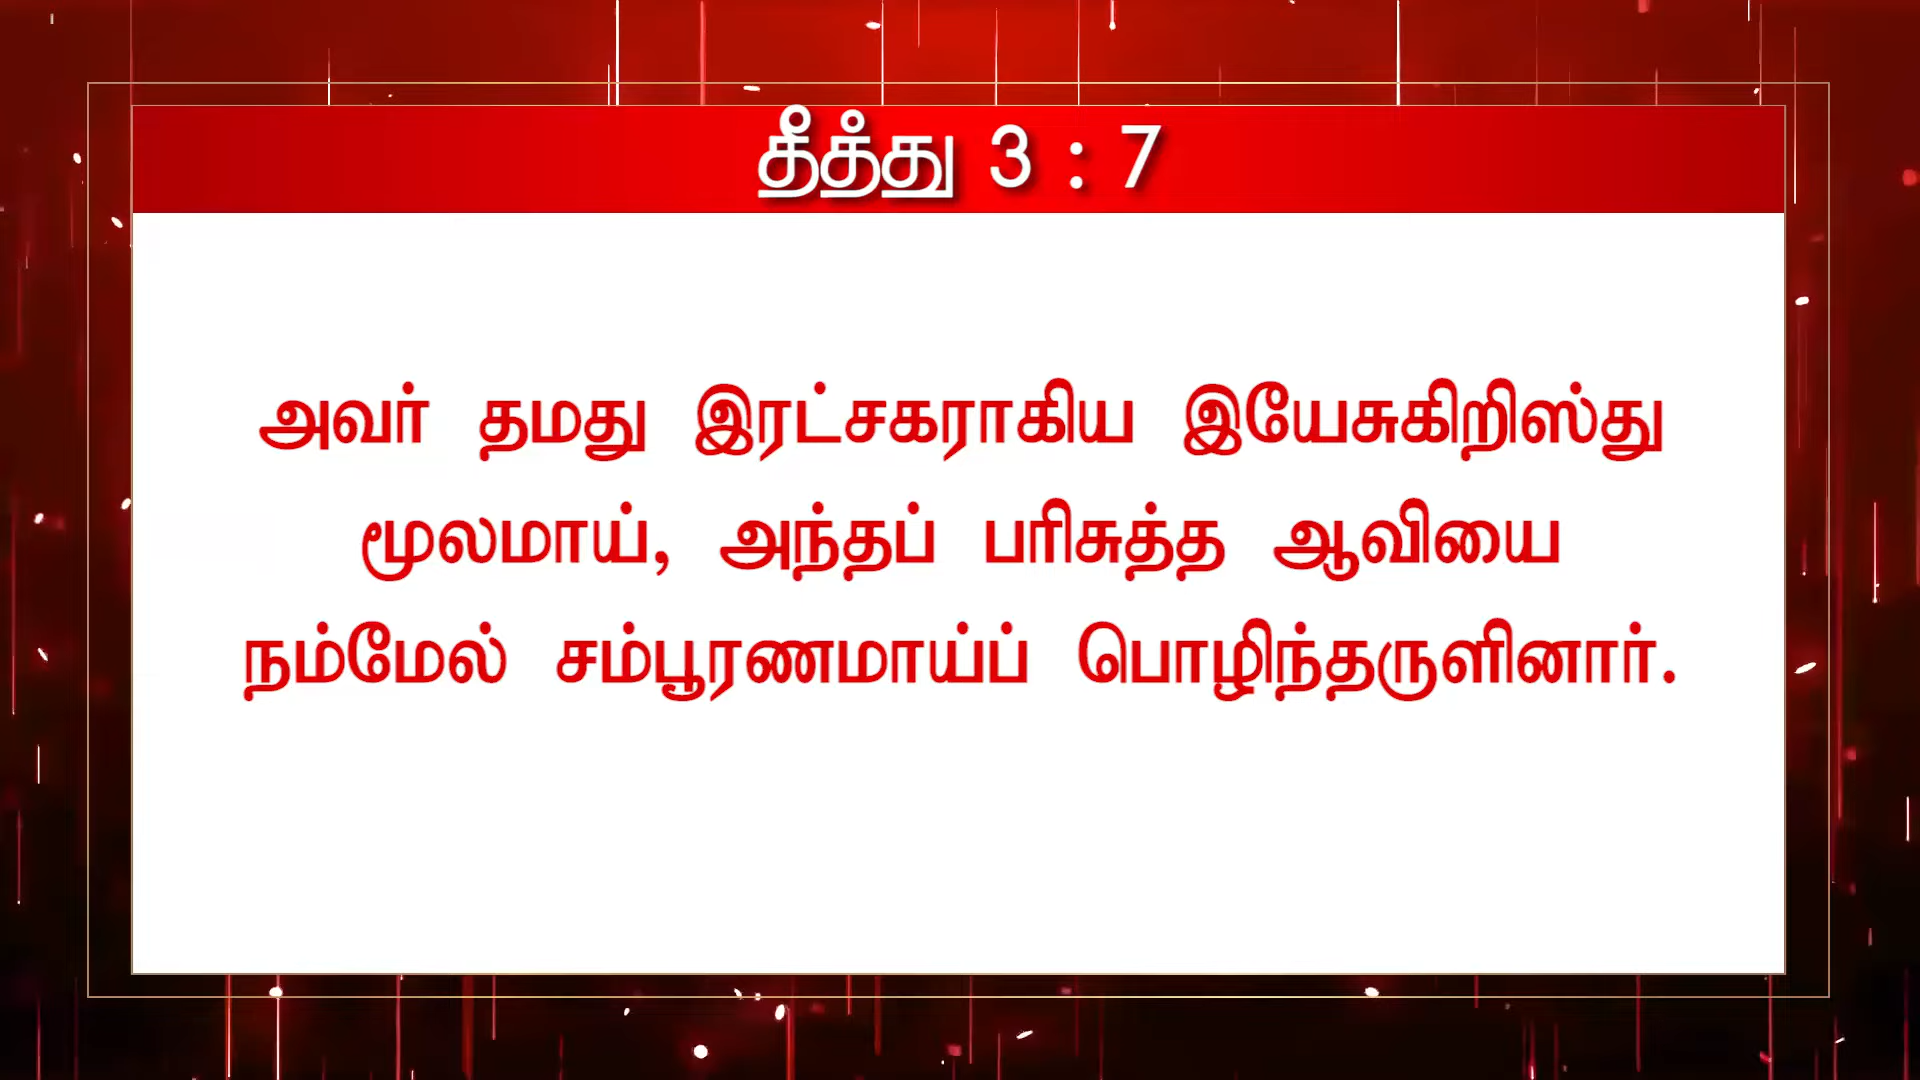 தீத்து 3 : 7
அவர் தமது இரட்சகராகிய இயேசுகிறிஸ்து
மூலமாய், அந்தப் பரிசுத்த ஆவியை
நம்மேல் சம்பூரணமாய்ப் பொழிந்தருளினார்.